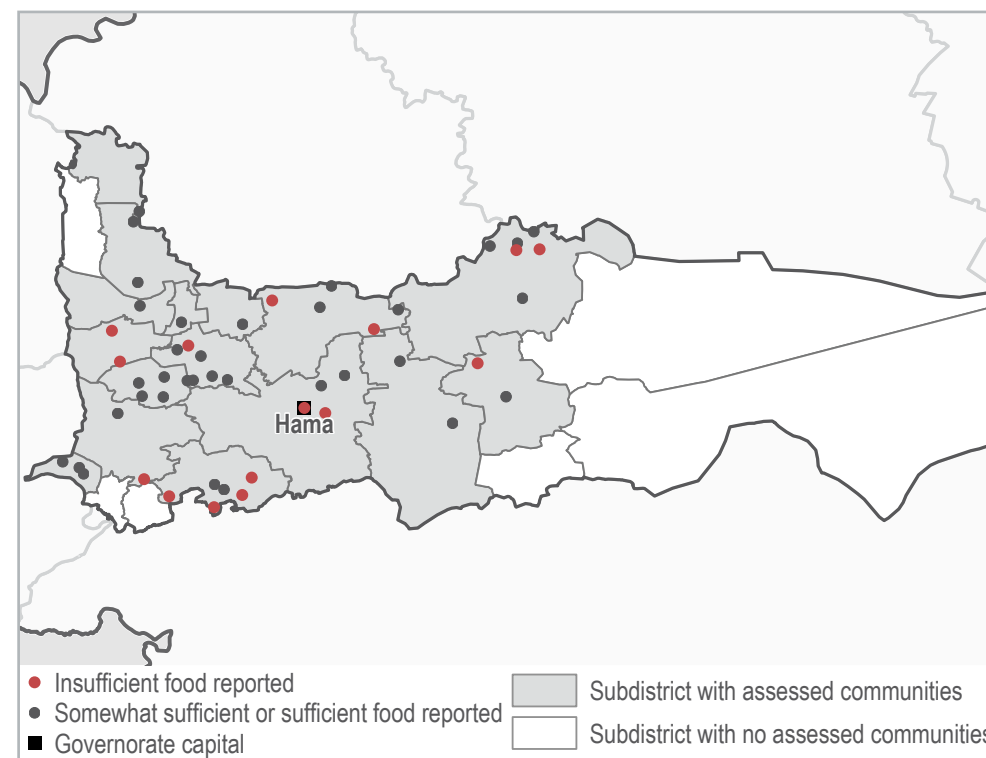 Hama
Insufficient food reported
Somewhat sufficient or sufficient food reported
Governorate capital
Subdistrict with assessed communities
Subdistrict with no assessed communities